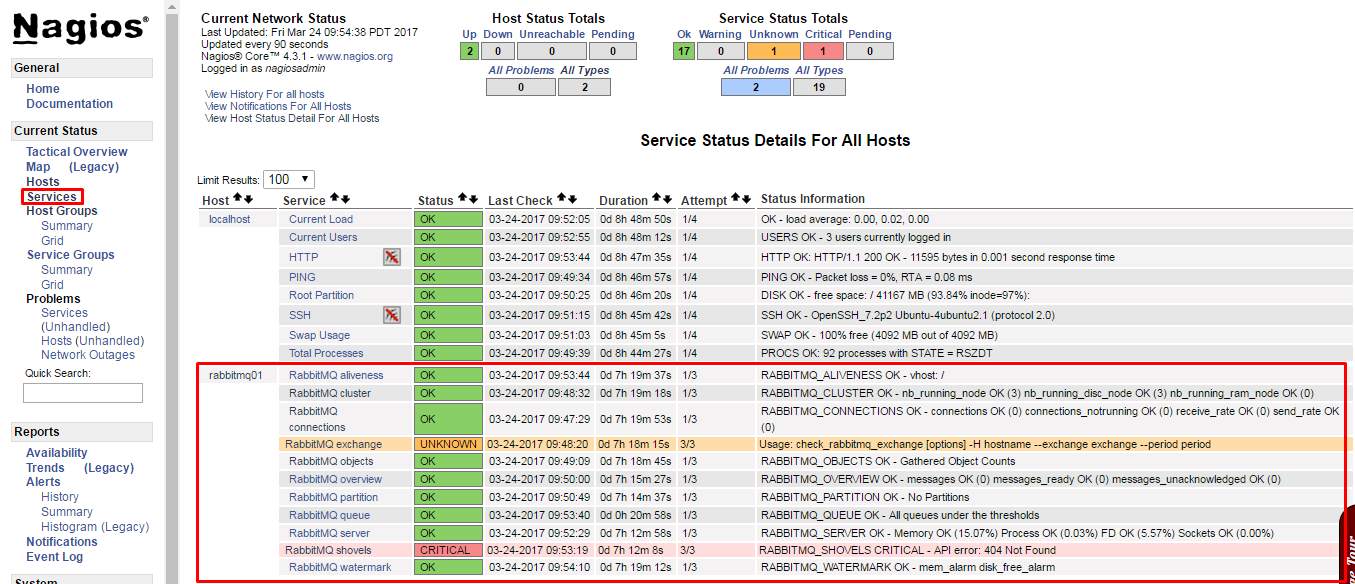 Nagios®
General
Home
Documentation
Current Status
Tactical Overview
Map (Legacy)
Hosts
Services
Host Groups
Summary
Grid
Service Groups
Summary
Grid
Problems
Services
(Unhandled)
Hosts (Unhandled)
Network Outages
Quick Search:
Reports
Availability
Trends (Legacy)
Alerts
History
Summary
Histogram (Legacy)
Notifications
Event Log
System
Current Network Status
Last Updated: Fri Mar 24 09:54:38 PDT 2017
Updated every 90 seconds
Nagios® Core™ 4.3.1 - www.nagios.org
Logged in as nagiosadmin
View History For all hosts
View Notifications For All Hosts
View Host Status Detail For All Hosts
Host Status Totals
Up Down Unreachable Pending
2 0 0 0
All Problems All Types
0 2
Service Status Totals
Ok Warning Unknown Critical Pending
17 0 1 1 0
All Problems All Types
2 19
Service Status Details For All Hosts
Limit Results: 100
Host Service Status Last Check Duration Attempt Status Information
localhost Current Load OK 03-24-2017 09:52:05 0d 8h 48m 50s 1/4 OK - load average: 0.00, 0.02, 0.00
Current Users OK 03-24-2017 09:52:55 0d 8h 48m 12s 1/4 USERS OK - 3 users currently logged in
HTTP OK 03-24-2017 09:53:44 0d 8h 47m 35s 1/4 HTTP OK: HTTP/1.1 200 OK - 11595 bytes in 0.001 second response time
PING OK 03-24-2017 09:49:34 0d 8h 46m 57s 1/4 PING OK - Packet loss = 0%, RTA = 0.08 ms
Root Partition OK 03-24-2017 09:50:25 0d 8h 46m 20s 1/4 DISK OK - free space: / 41167 MB (93.84% inode=97%):
SSH OK 03-24-2017 09:51:15 0d 8h 45m 42s 1/4 SSH OK - OpenSSH_7.2p2 Ubuntu-4ubuntu2.1 (protocol 2.0)
Swap Usage OK 03-24-2017 09:51:03 0d 8h 45m 5s 1/4 SWAP OK - 100% free (4092 MB out of 4092 MB)
Total Processes OK 03-24-2017 09:49:39 0d 8h 44m 27s 1/4 PROCS OK: 92 processes with STATE = RSZDT
rabbitmq01 RabbitMQ aliveness OK 03-24-2017 09:53:44 0d 7h 19m 37s 1/3 RABBITMQ_ALIVENESS OK - vhost: /
RabbitMQ cluster OK 03-24-2017 09:48:32 0d 7h 19m 18s 1/3 RABBITMQ_CLUSTER OK - nb_running_node OK (3) nb_running_disc_node OK (3) nb_running_ram_node OK (0)
RabbitMQ
connections OK 03-24-2017 09:47:29 0d 7h 19m 53s 1/3 RABBITMQ_CONNECTIONS OK - connections OK (0) connections_notrunning OK (0) receive_rate OK (0) send_rate OK
(0)
RabbitMQ exchange UNKNOWN 03-24-2017 09:48:20 0d 7h 18m 15s 3/3 Usage: check_rabbitmq_exchange [options] -H hostname --exchange exchange --period period
RabbitMQ objects OK 03-24-2017 09:49:09 0d 7h 18m 45s 1/3 RABBITMQ_OBJECTS OK - Gathered Object Counts
RabbitMQ overview OK 03-24-2017 09:50:00 0d 7h 15m 27s 1/3 RABBITMQ_OVERVIEW OK - messages OK (0) messages_ready OK (0) messages_unacknowledged OK (0)
RabbitMQ partition OK 03-24-2017 09:50:49 0d 7h 14m 37s 1/3 RABBITMQ_PARTITION OK - No Partitions
RabbitMQ queue OK 03-24-2017 09:53:40 0d 0h 20m 58s 1/3 RABBITMQ_QUEUE OK - All queues under the thresholds
RabbitMQ server OK 03-24-2017 09:52:29 0d 7h 12m 58s 1/3 RABBITMQ_SERVER OK - Memory OK (15.07%) Process OK (0.03%) FD OK (5.57%) Sockets OK (0.00%)
RabbitMQ shovels CRITICAL 03-24-2017 09:53:19 0d 7h 12m 8s 3/3 RABBITMQ_SHOVELS CRITICAL - API error: 404 Not Found
RabbitMQ watermark OK 03-24-2017 09:54:10 0d 7h 19m 12s 1/3 RABBITMQ_WATERMARK OK - mem_alarm disk_free_alarm
Tour